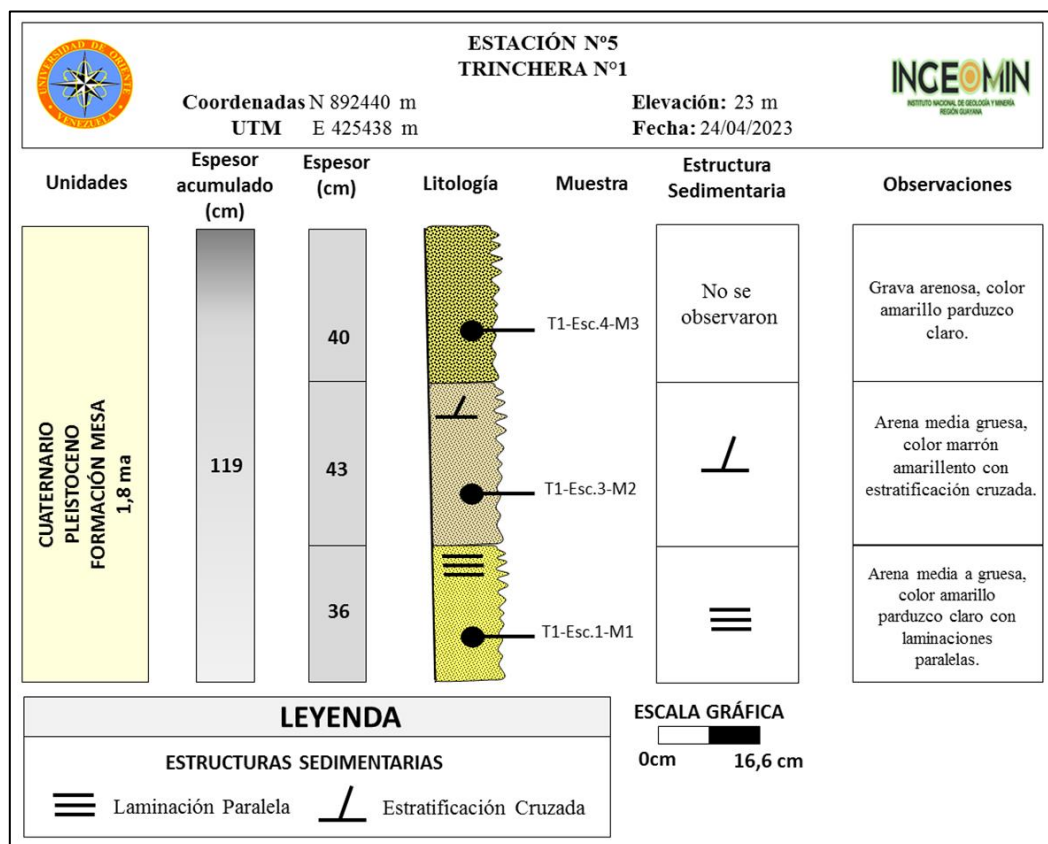 ESTACIÓN Nº5
TRINCHERA N°1
UNIVERSIDAD DE ORIENTE
VENEZUELA
Coordenadas N 892440 m
UTM E 425438 m
Elevación: 23 m
Fecha: 24/04/2023
INGEOMIN
INSTITUTO NACIONAL DE GEOLOGÍA Y MINERÍA
REGIÓN GUAYANA
Unidades
Espesor
acumulado
(cm)
Espesor
(cm)
Litología
Muestra
Estructura
Sedimentaria
Observaciones
CUATERNARIO
PLEISTOCENO
FORMACIÓN MESA
1,8 ma
119
40
T1-Esc.4-M3
No se
observaron
Grava arenosa, color
amarillo parduzco
claro.
43
T1-Esc.3-M2
Arena media gruesa,
color marrón
amarillento con
estratificación cruzada.
36
T1-Esc.1-M1
Arena media a gruesa,
color amarillo
parduzco claro con
laminaciones
paralelas.
LEYENDA
ESTRUCTURAS SEDIMENTARIAS
Laminación Paralela
Estratificación Cruzada
ESCALA GRÁFICA
0cm 16,6 cm